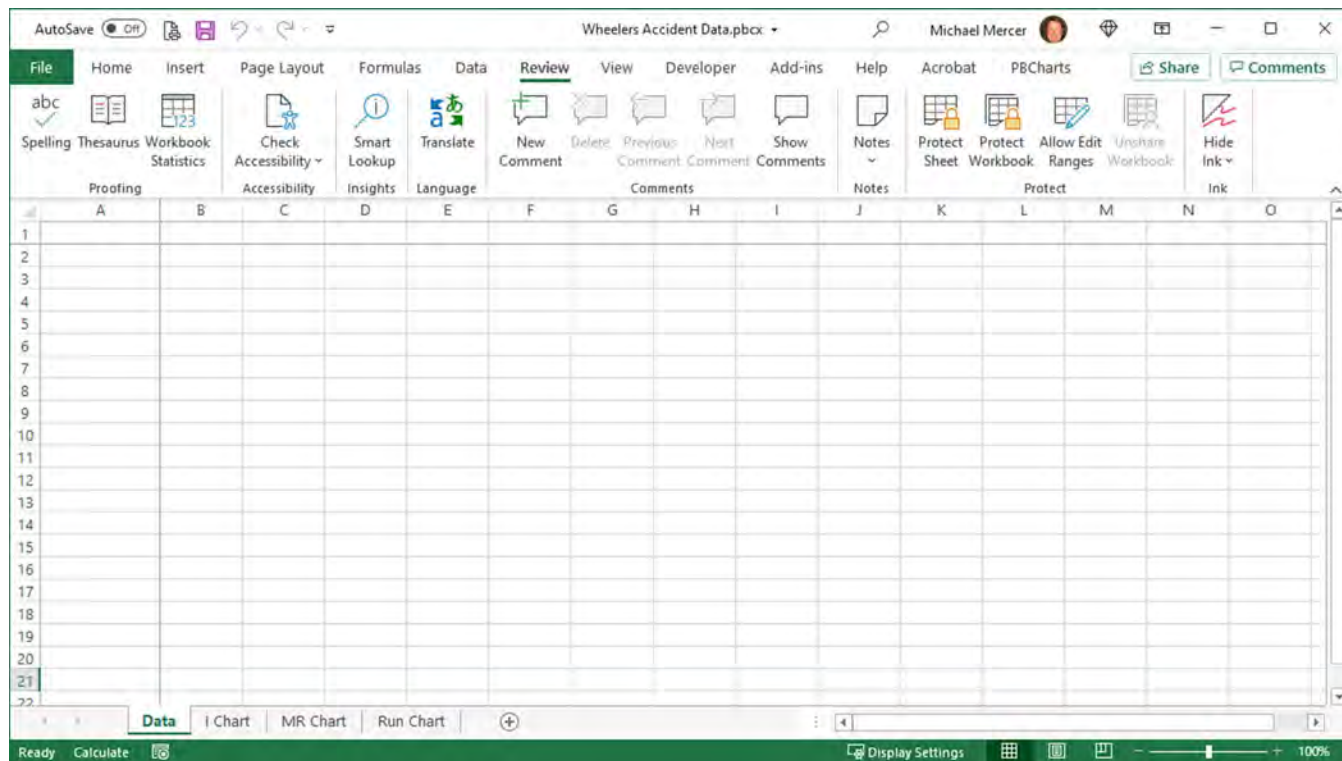 AutoSave Off Wheelers Accident Data.pbcx Michael Mercer
File Home Insert Page Layout Formulas Data Review View Developer Add-ins Help Acrobat PBCharts Share Comments
abc
Spelling Thesaurus Workbook Statistics Check Accessibility Smart Lookup Translate New Comment Delete Previous Comment Next Comment Show Comments Notes Protect Sheet Protect Workbook Allow Edit Ranges Unshare Workbook Hide Ink
Proofing Accessibility Insights Language Comments Notes Protect Ink
A B C D E F G H I J K L M N O
1
2
3
4
5
6
7
8
9
10
11
12
13
14
15
16
17
18
19
20
21
22
Data I Chart MR Chart Run Chart
Ready Calculate Display Settings 100%